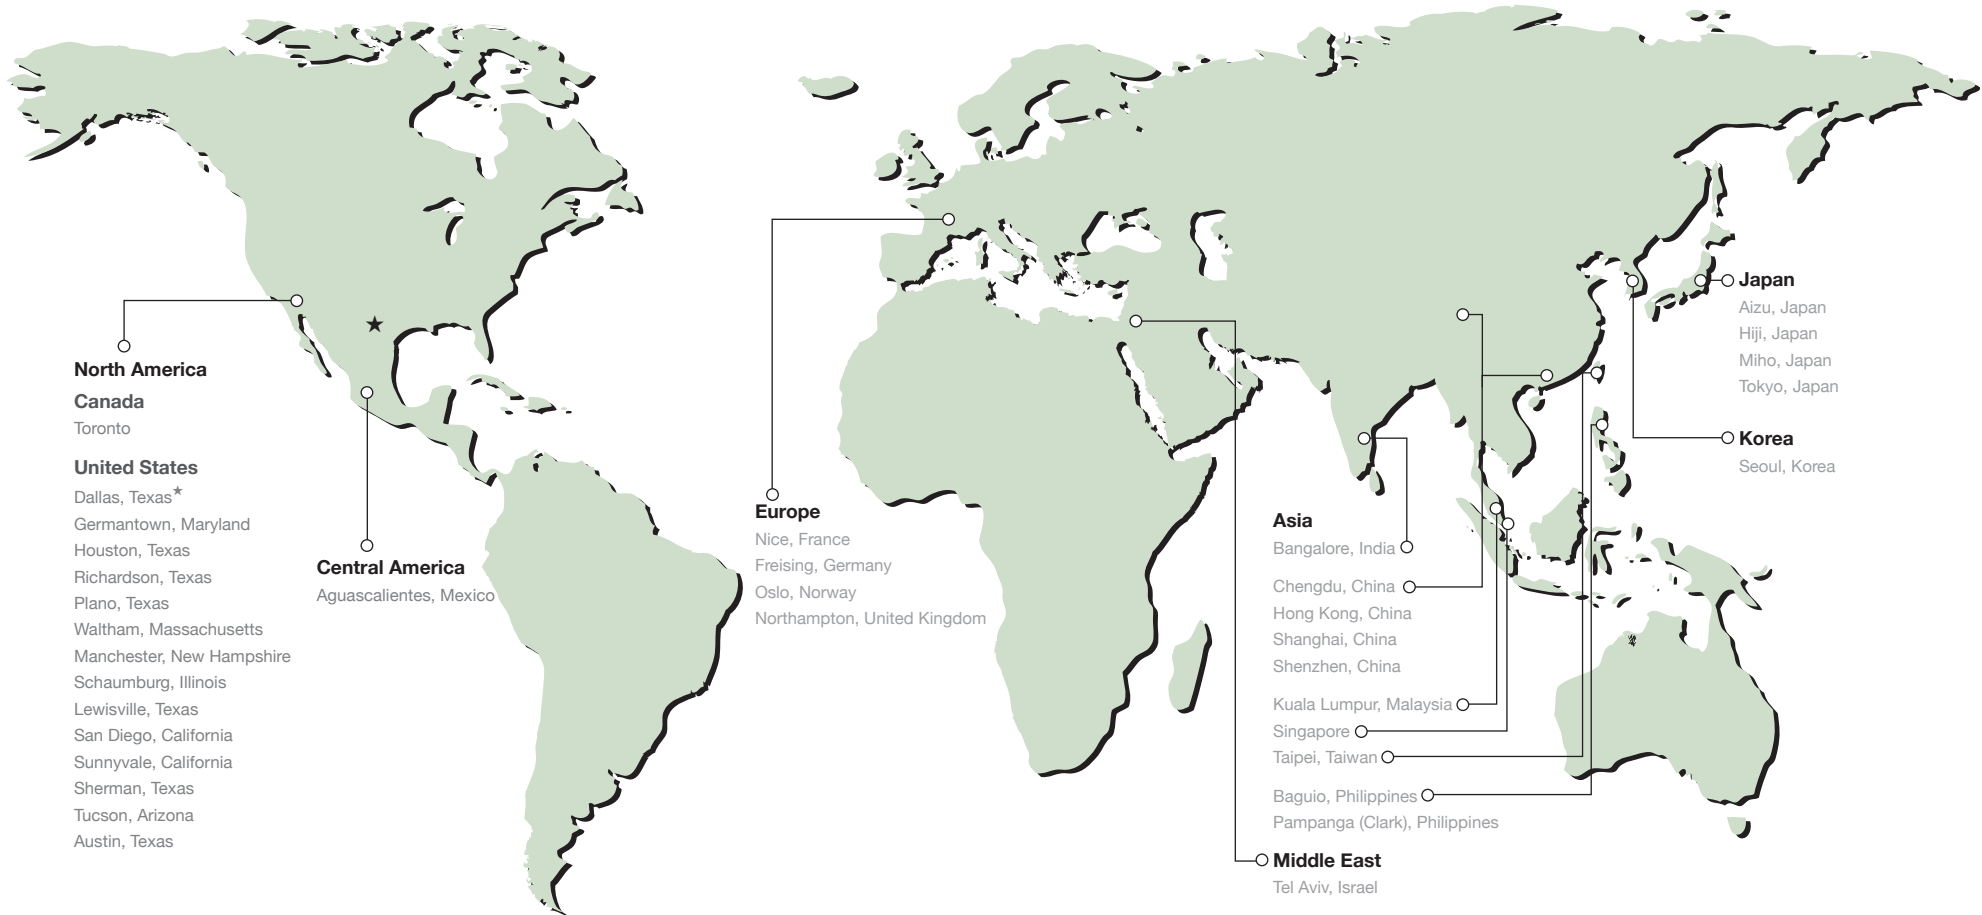 North America
Canada
Toronto
United States
Dallas, Texas★
Germantown, Maryland
Houston, Texas
Richardson, Texas
Plano, Texas
Waltham, Massachusetts
Manchester, New Hampshire
Schaumburg, Illinois
Lewisville, Texas
San Diego, California
Sunnyvale, California
Sherman, Texas
Tucson, Arizona
Austin, Texas
Central America
Aguascalientes, Mexico
Europe
Nice, France
Freising, Germany
Oslo, Norway
Northampton, United Kingdom
Asia
Bangalore, India
Chengdu, China
Hong Kong, China
Shanghai, China
Shenzhen, China
Kuala Lumpur, Malaysia
Singapore
Taipei, Taiwan
Baguio, Philippines
Pampanga (Clark), Philippines
Middle East
Tel Aviv, Israel
Japan
Aizu, Japan
Hiji, Japan
Miho, Japan
Tokyo, Japan
Korea
Seoul, Korea